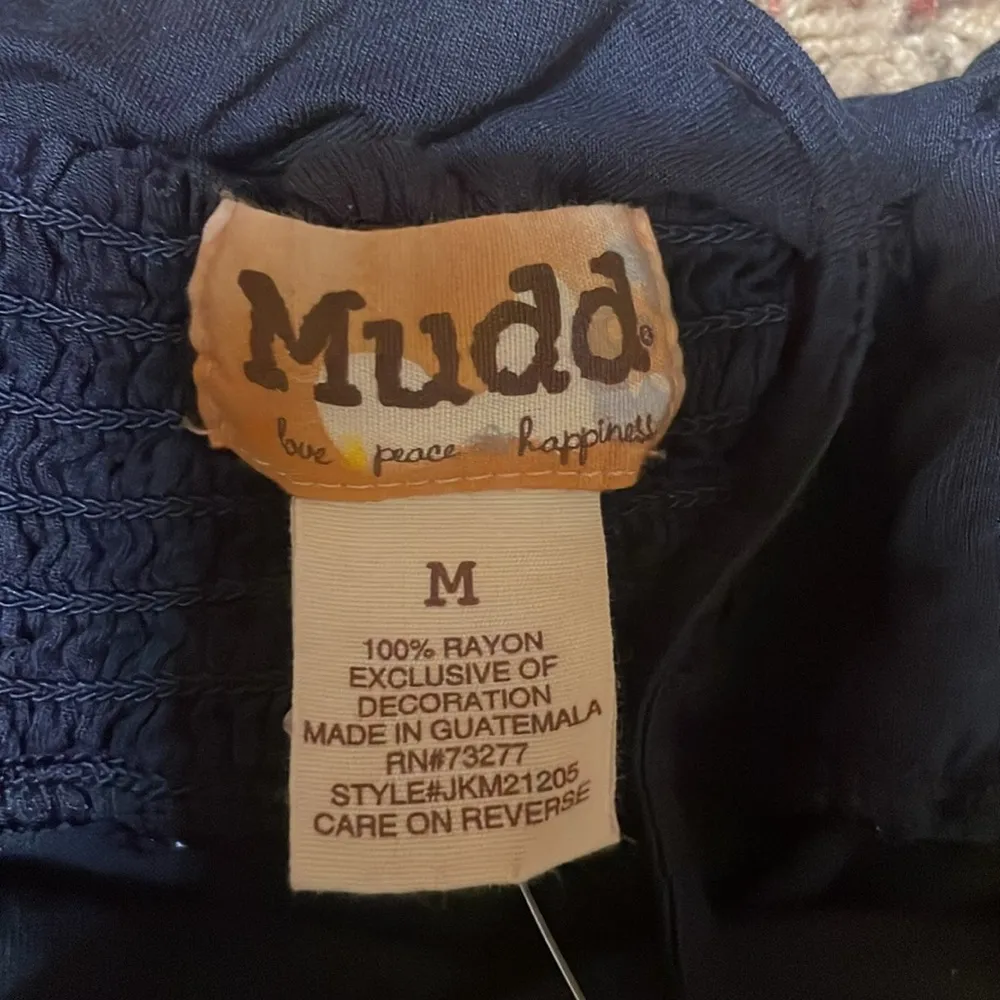 Mudd®
love peace happiness
M
100% RAYON
EXCLUSIVE OF
DECORATION
MADE IN GUATEMALA
RN#73277
STYLE#JKM21205
CARE ON REVERSE